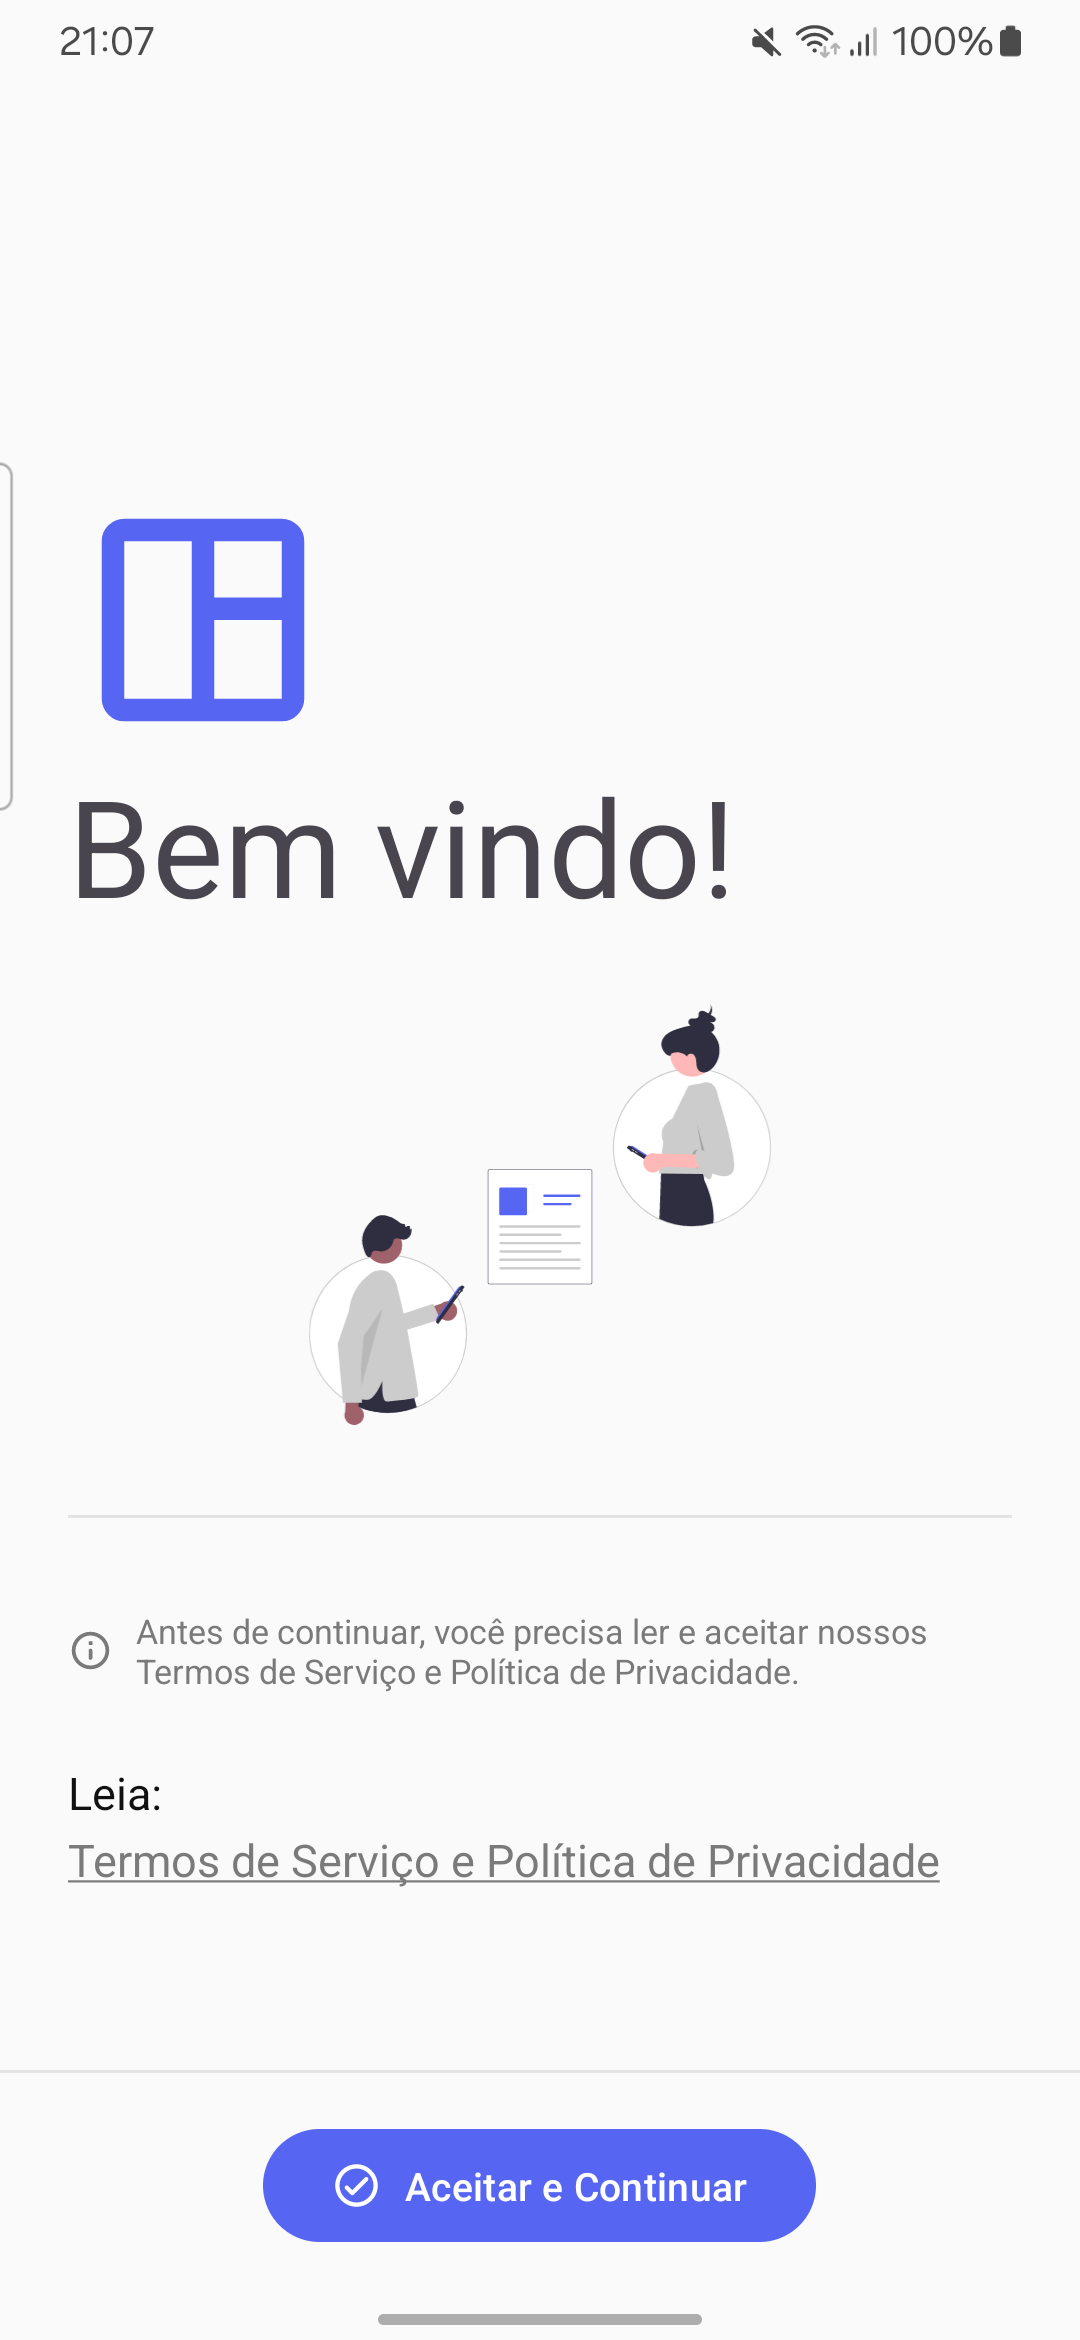 21:07
100%
Bem vindo!
Antes de continuar, você precisa ler e aceitar nossos
Termos de Serviço e Política de Privacidade.
Leia:
Termos de Serviço e Política de Privacidade
Aceitar e Continuar